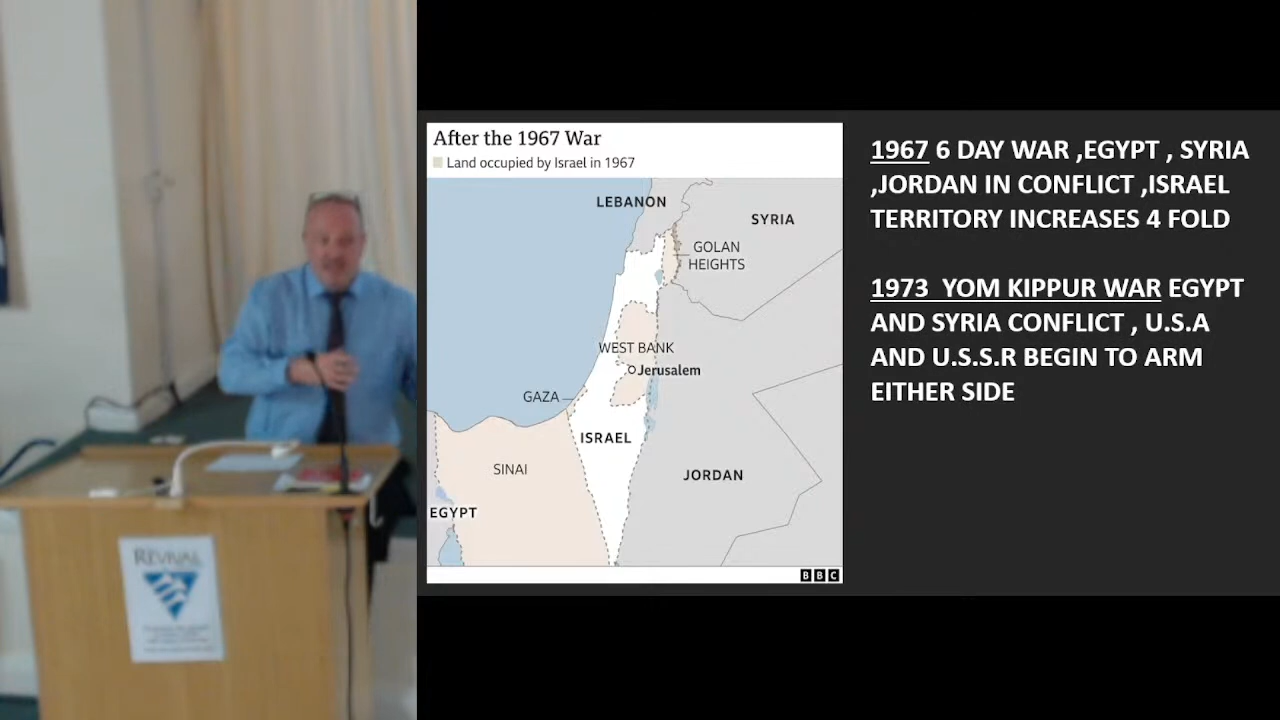 After the 1967 War
Land occupied by Israel in 1967
LEBANON
SYRIA
GOLAN
HEIGHTS
WEST BANK
Jerusalem
GAZA
ISRAEL
SINAI
JORDAN
EGYPT
BBC
1967 6 DAY WAR ,EGYPT , SYRIA
,JORDAN IN CONFLICT ,ISRAEL
TERRITORY INCREASES 4 FOLD
1973 YOM KIPPUR WAR EGYPT
AND SYRIA CONFLICT , U.S.A
AND U.S.S.R BEGIN TO ARM
EITHER SIDE
REVIVAL